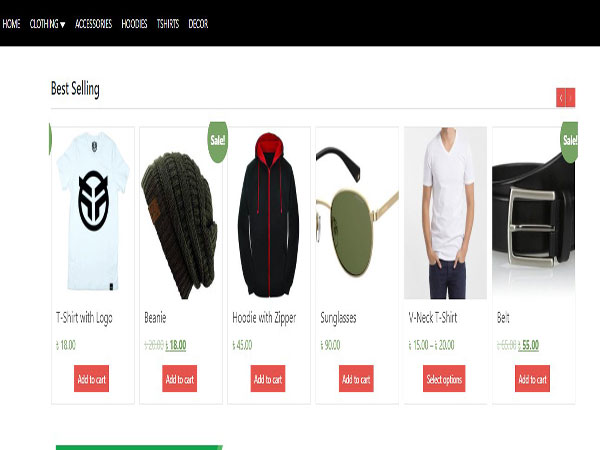 HOME CLOTHING ▼ ACCESSORIES HOODIES TSHIRTS DECOR
Best Selling
Sale!
Sale!
T-Shirt with Logo
৳ 18.00
Add to cart
Beanie
৳ 20.00 ৳ 18.00
Add to cart
Hoodie with Zipper
৳ 45.00
Add to cart
Sunglasses
৳ 90.00
Add to cart
V-Neck T-Shirt
৳ 15.00 – ৳ 20.00
Select options
Belt
৳ 55.00
Add to cart